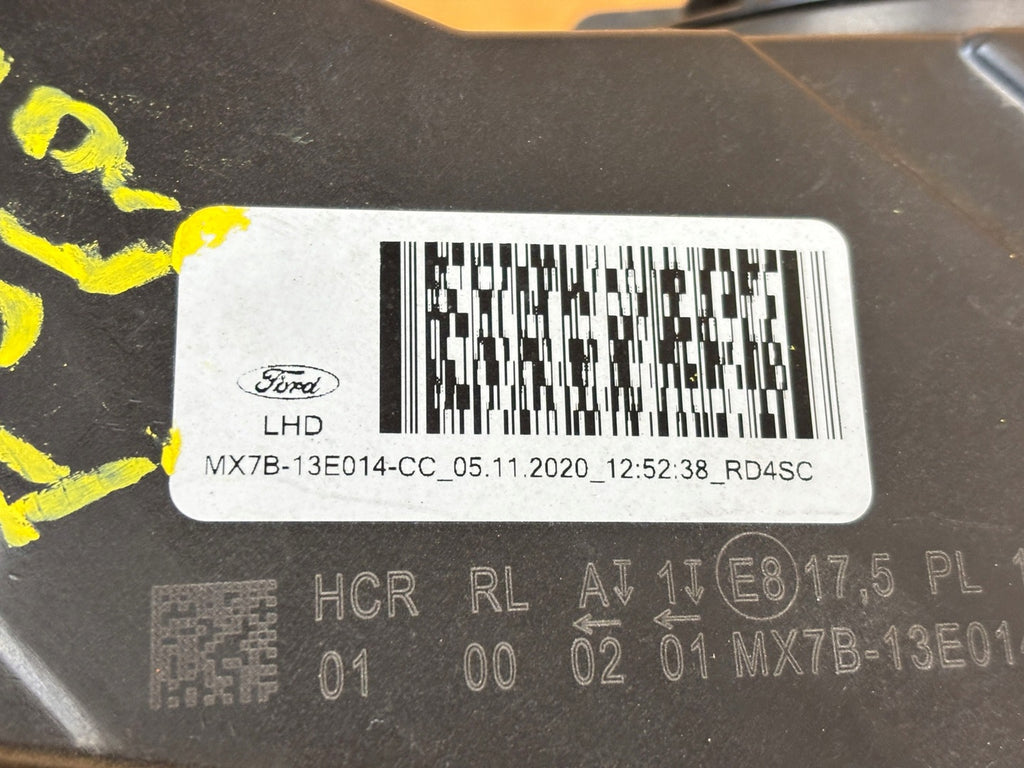 Ford
LHD
MX7B-13E014-CC_05.11.2020_12:52:38_RD4SC
HCR RL A 1 E8 17,5 PL
01 00 02 01 MX7B-13E014